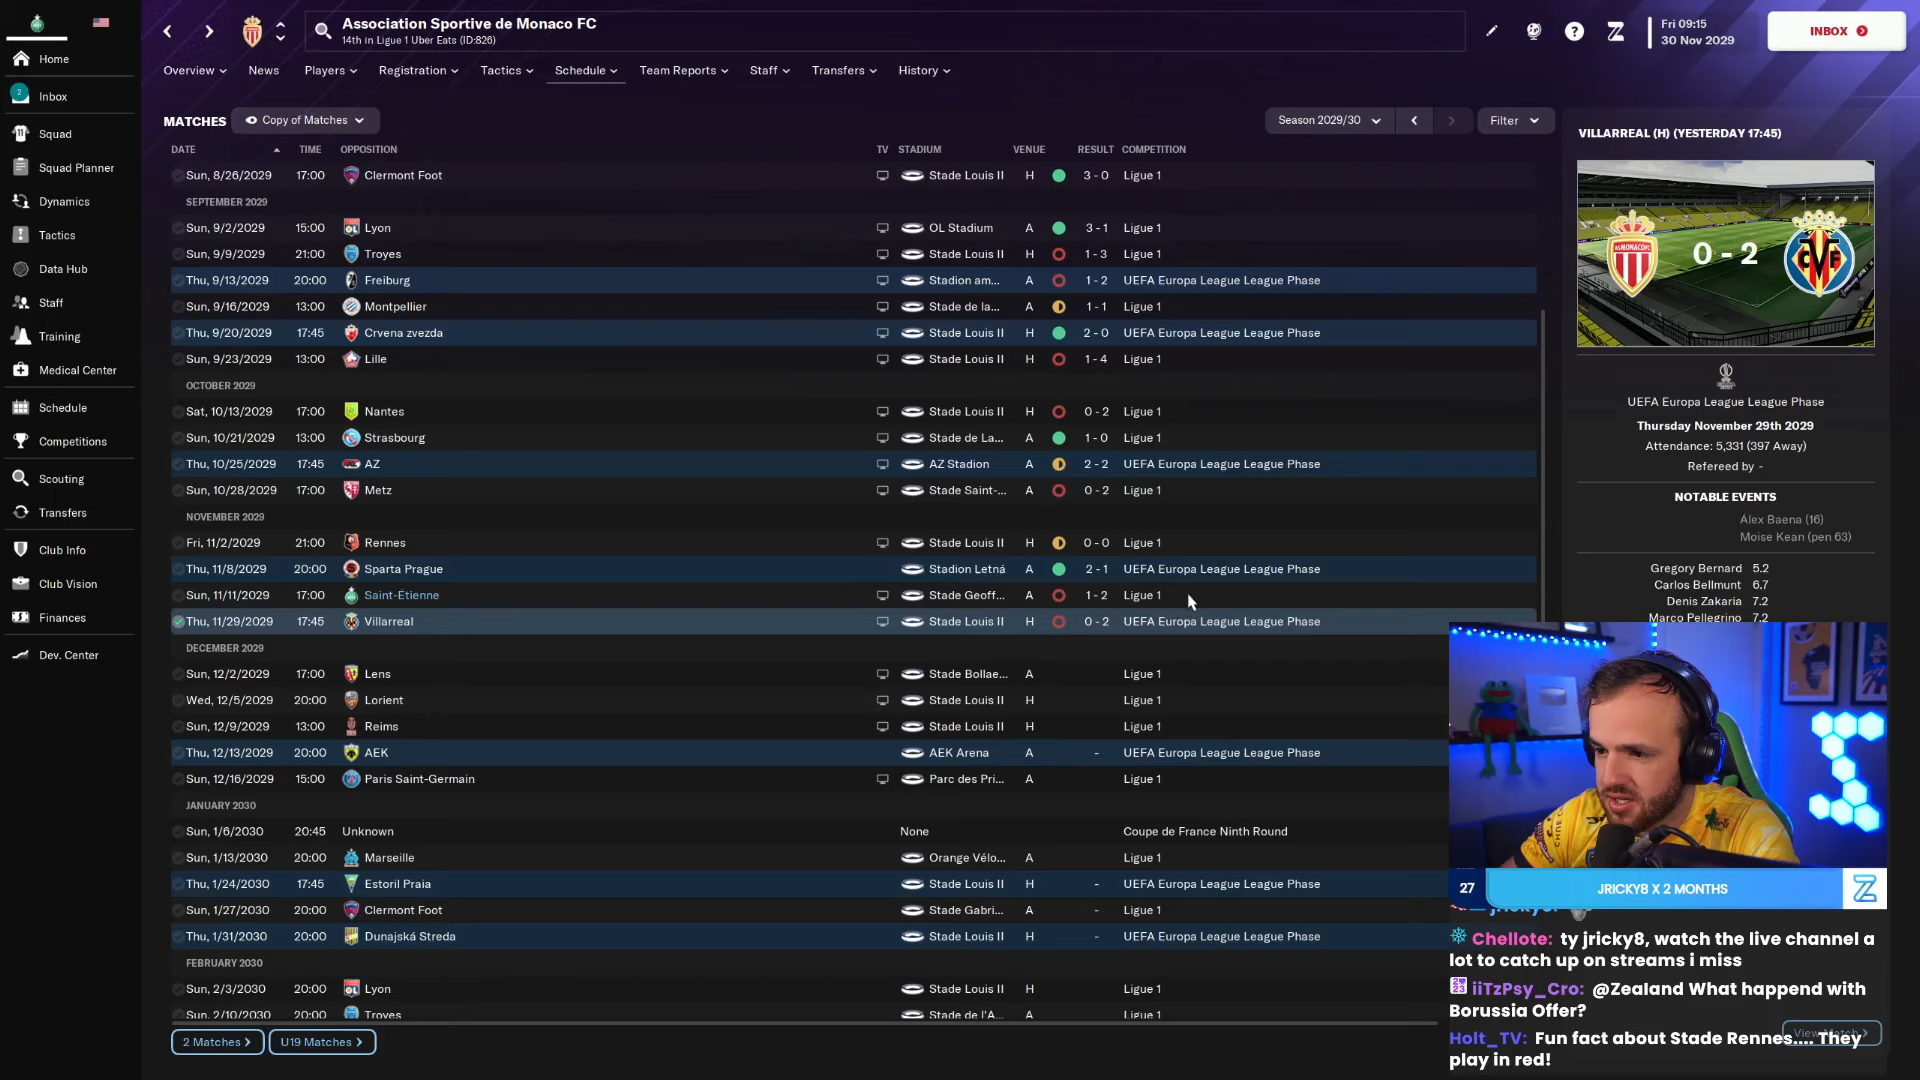 Association Sportive de Monaco FC
14th in Ligue 1 Uber Eats (ID:826)
Fri 09:15
30 Nov 2029
INBOX
Overview News Players Registration Tactics Schedule Team Reports Staff Transfers History
Home
2
Inbox
Squad
Squad Planner
Dynamics
Tactics
Data Hub
Staff
Training
Medical Center
Schedule
Competitions
Scouting
Transfers
Club Info
Club Vision
Finances
Dev. Center
MATCHES Copy of Matches Season 2029/30 Filter
DATE TIME OPPOSITION TV STADIUM VENUE RESULT COMPETITION
Sun, 8/26/2029 17:00 Clermont Foot Stade Louis II H 3 - 0 Ligue 1
SEPTEMBER 2029
Sun, 9/2/2029 15:00 Lyon OL Stadium A 3 - 1 Ligue 1
Sun, 9/9/2029 21:00 Troyes Stade Louis II H 1 - 3 Ligue 1
Thu, 9/13/2029 20:00 Freiburg Stadion am... A 1 - 2 UEFA Europa League League Phase
Sun, 9/16/2029 13:00 Montpellier Stade de la... A 1 - 1 Ligue 1
Thu, 9/20/2029 17:45 Crvena zvezda Stade Louis II H 2 - 0 UEFA Europa League League Phase
Sun, 9/23/2029 13:00 Lille Stade Louis II H 1 - 4 Ligue 1
OCTOBER 2029
Sat, 10/13/2029 17:00 Nantes Stade Louis II H 0 - 2 Ligue 1
Sun, 10/21/2029 13:00 Strasbourg Stade de La... A 1 - 0 Ligue 1
Thu, 10/25/2029 17:45 AZ AZ Stadion A 2 - 2 UEFA Europa League League Phase
Sun, 10/28/2029 17:00 Metz Stade Saint-... A 0 - 2 Ligue 1
NOVEMBER 2029
Fri, 11/2/2029 21:00 Rennes Stade Louis II H 0 - 0 Ligue 1
Thu, 11/8/2029 20:00 Sparta Prague Stadion Letná A 2 - 1 UEFA Europa League League Phase
Sun, 11/11/2029 17:00 Saint-Étienne Stade Geoff... A 1 - 2 Ligue 1
Thu, 11/29/2029 17:45 Villarreal Stade Louis II H 0 - 2 UEFA Europa League League Phase
DECEMBER 2029
Sun, 12/2/2029 17:00 Lens Stade Bollae... A Ligue 1
Wed, 12/5/2029 20:00 Lorient Stade Louis II H Ligue 1
Sun, 12/9/2029 13:00 Reims Stade Louis II H Ligue 1
Thu, 12/13/2029 20:00 AEK AEK Arena A - UEFA Europa League League Phase
Sun, 12/16/2029 15:00 Paris Saint-Germain Parc des Pri... A Ligue 1
JANUARY 2030
Sun, 1/6/2030 20:45 Unknown None Coupe de France Ninth Round
Sun, 1/13/2030 20:00 Marseille Orange Vélo... A Ligue 1
Thu, 1/24/2030 17:45 Estoril Praia Stade Louis II H - UEFA Europa League League Phase
Sun, 1/27/2030 20:00 Clermont Foot Stade Gabri... A - Ligue 1
Thu, 1/31/2030 20:00 Dunajská Streda Stade Louis II H - UEFA Europa League League Phase
FEBRUARY 2030
Sun, 2/3/2030 20:00 Lyon Stade Louis II H Ligue 1
Sun, 2/10/2030 20:00 Troyes Stade de l'A... A Ligue 1
2 Matches U19 Matches
VILLARREAL (H) (YESTERDAY 17:45)
0 - 2
UEFA Europa League League Phase
Thursday November 29th 2029
Attendance: 5,331 (397 Away)
Refereed by -
NOTABLE EVENTS
Álex Baena (16)
Moise Kean (pen 63)
Gregory Bernard 5.2
Carlos Bellmunt 6.7
Denis Zakaria 7.2
Marco Pellegrino 7.2
27 JRICKY8 X 2 MONTHS
Chellote: ty jricky8, watch the live channel a
lot to catch up on streams i miss
iiTzPsy_Cro: @Zealand What happend with
Borussia Offer?
View Match
Holt_TV: Fun fact about Stade Rennes.... They
play in red!